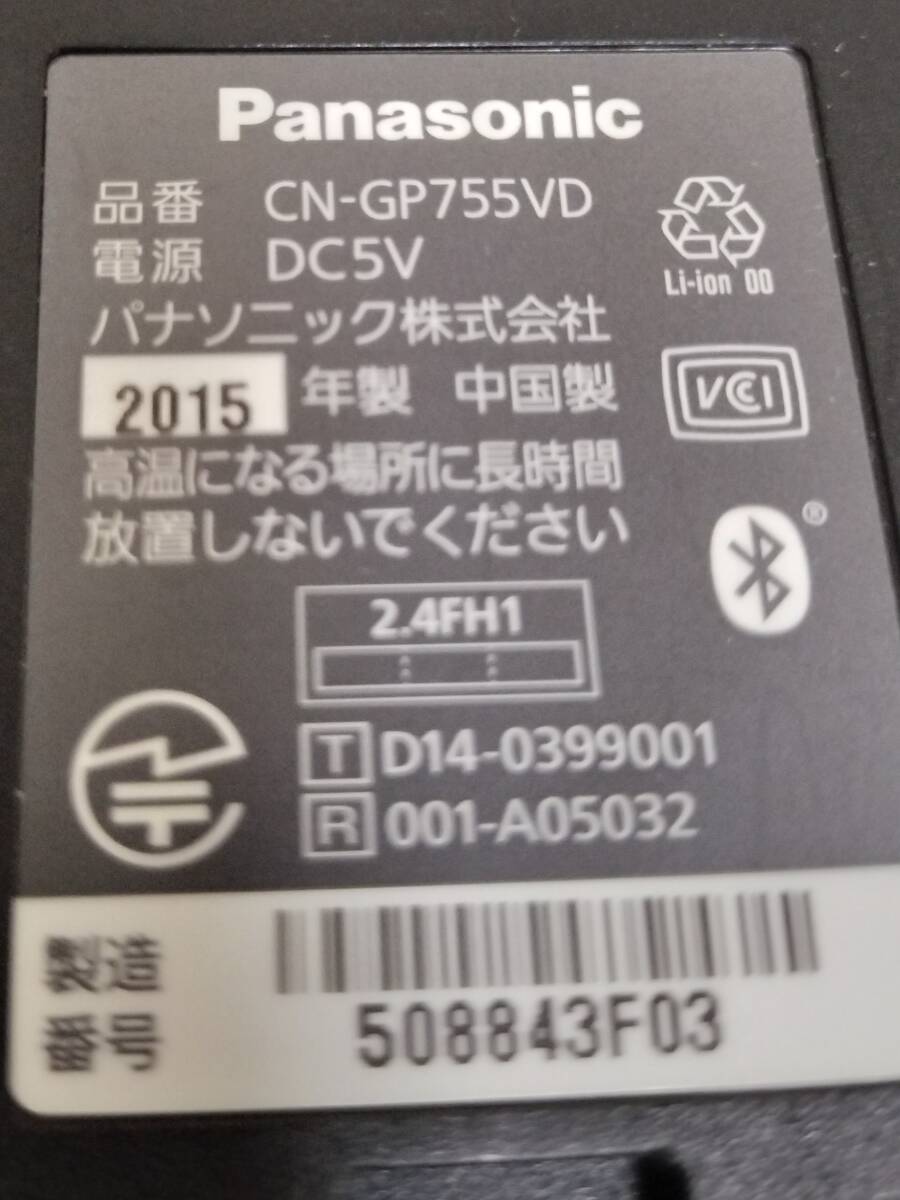 Panasonic
品番 CN-GP755VD
電源 DC5V
Li-ion 00
パナソニック株式会社
2015 年製 中国製
VCCI
高温になる場所に長時間
放置しないでください
®
2.4FH1
T D14-0399001
R 001-A05032
製造
番号
508843F03